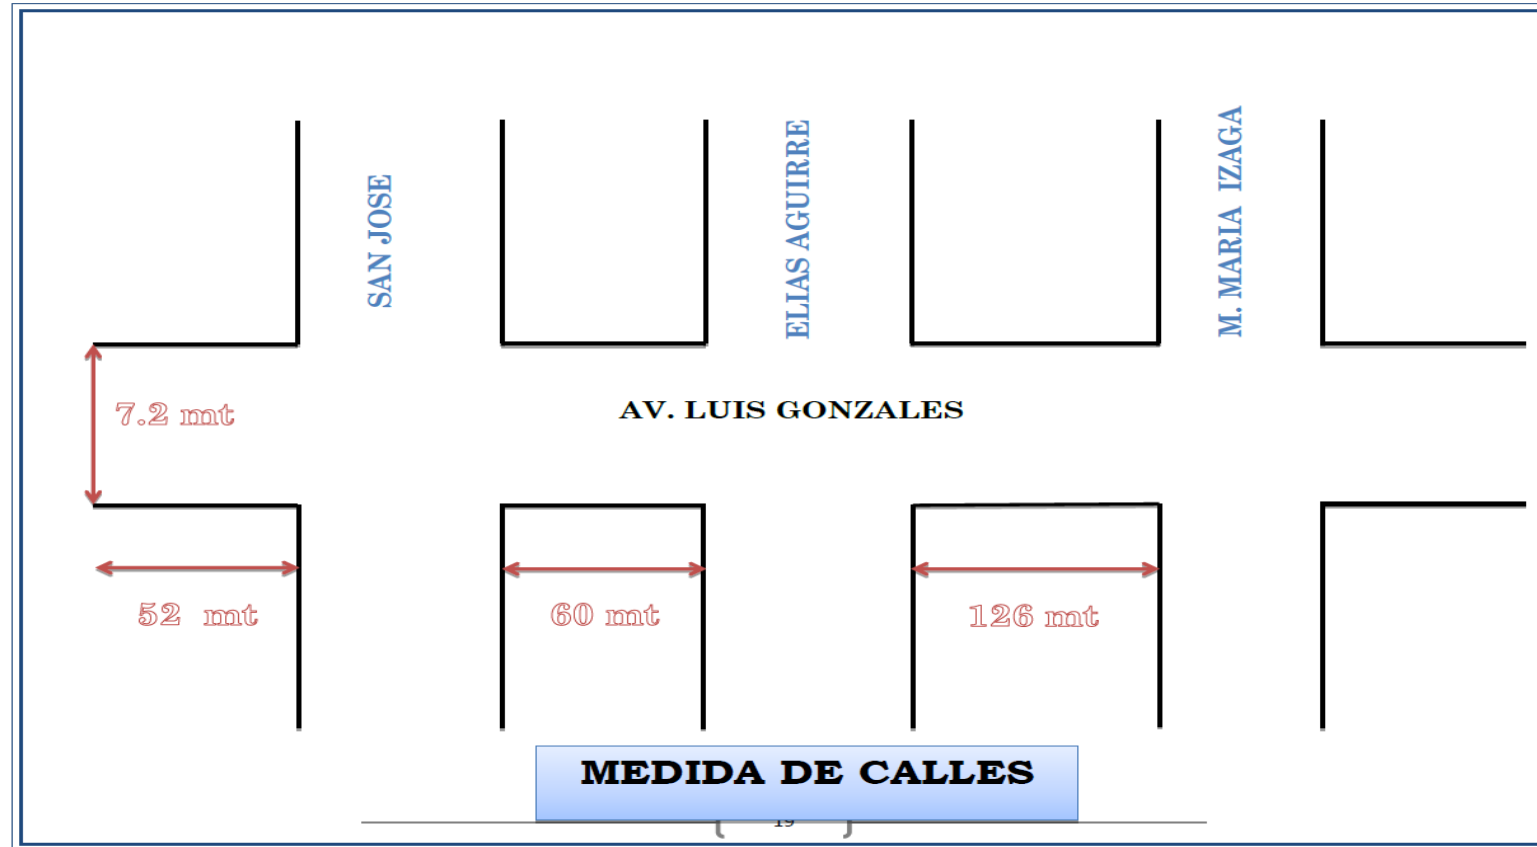 SAN JOSE
ELIAS AGUIRRE
M. MARIA IZAGA
7.2 mt
AV. LUIS GONZALES
52 mt
60 mt
126 mt
MEDIDA DE CALLES
19